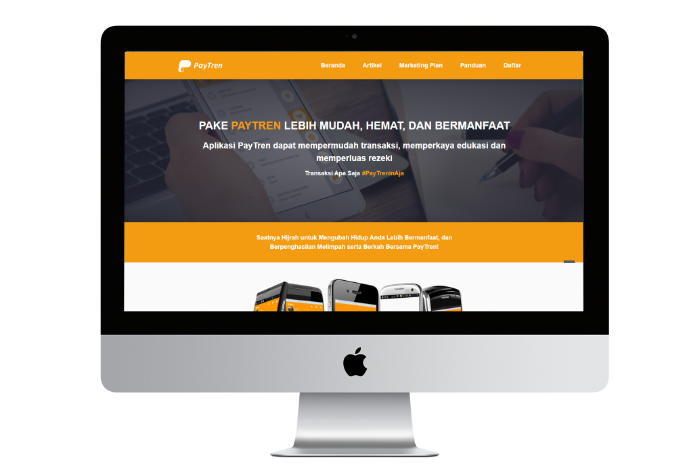 PayTren
Beranda Artikel Marketing Plan Panduan Daftar
PAKE PAYTREN LEBIH MUDAH, HEMAT, DAN BERMANFAAT
Aplikasi PayTren dapat mempermudah transaksi, memperkaya edukasi dan
memperluas rezeki
Transaksi Apa Saja #PayTreninAja
Saatnya Hijrah untuk Mengubah Hidup Anda Lebih Bermanfaat, dan
Berpenghasilan Melimpah serta Berkah Bersama PayTren!